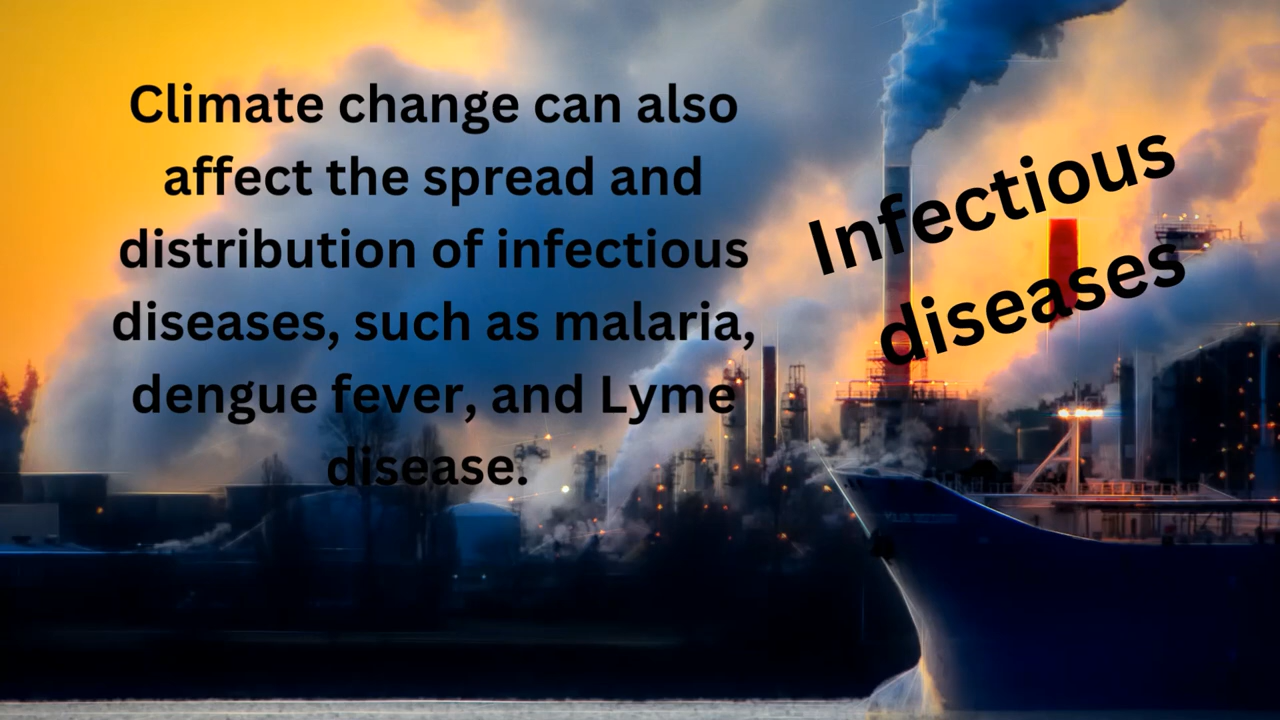 Climate change can also
affect the spread and
distribution of infectious
diseases, such as malaria,
dengue fever, and Lyme
disease.
Infectious
diseases